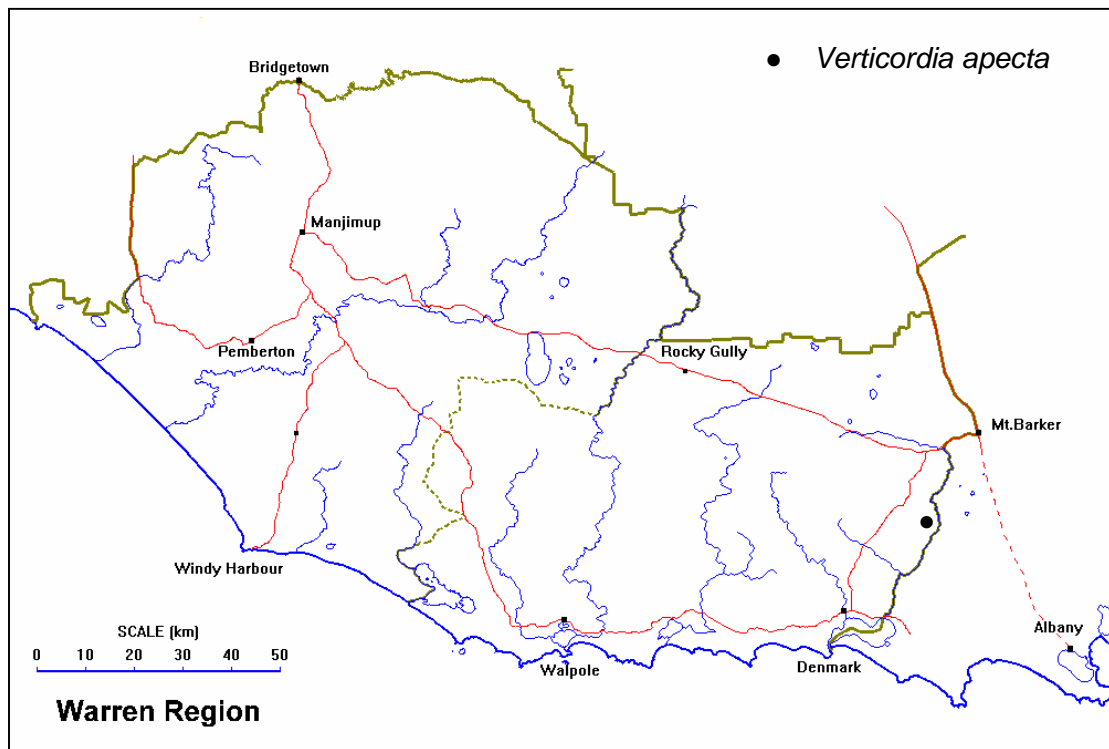 Verticordia apecta
Bridgetown
Manjimup
Pemberton
Rocky Gully
Mt.Barker
Windy Harbour
Walpole
Denmark
Albany
SCALE (km)
0 10 20 30 40 50
Warren Region